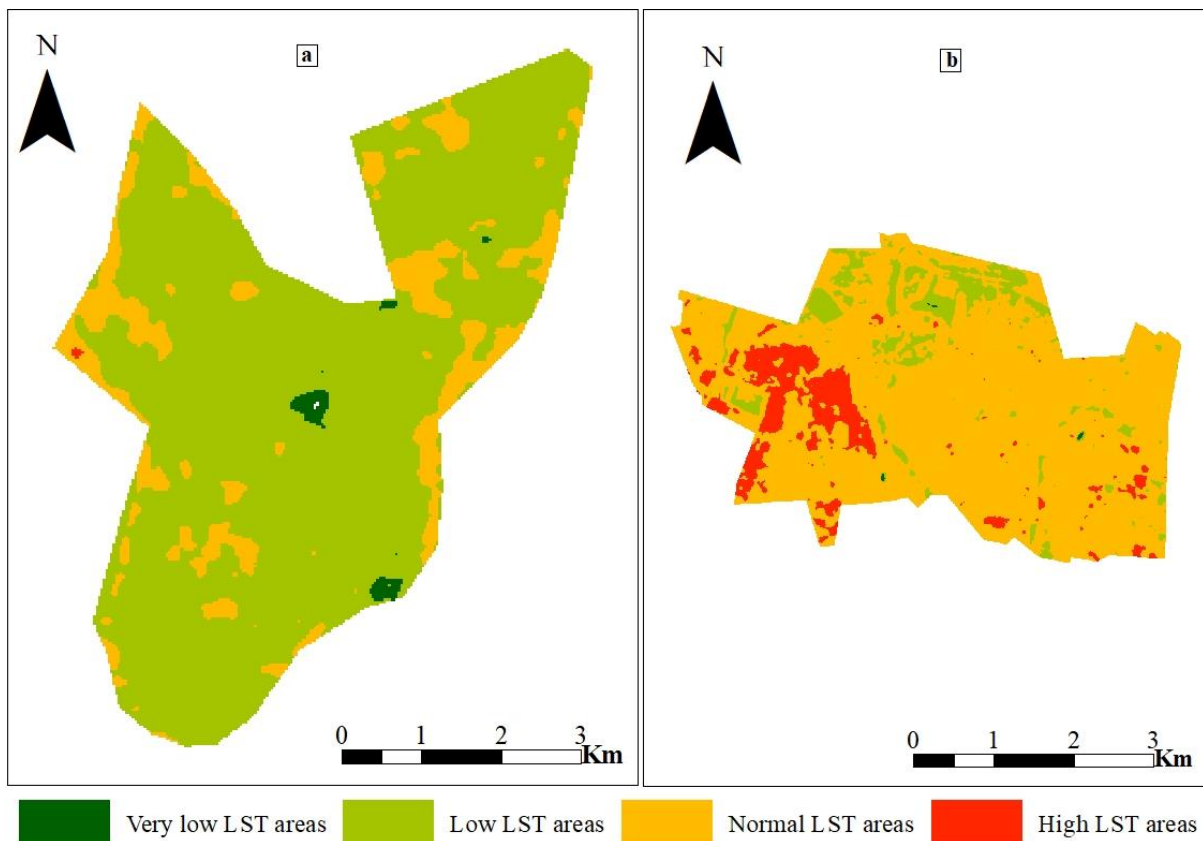 a
N
0 1 2 3
Km
b
N
0 1 2 3
Km
Very low LST areas
Low LST areas
Normal LST areas
High LST areas